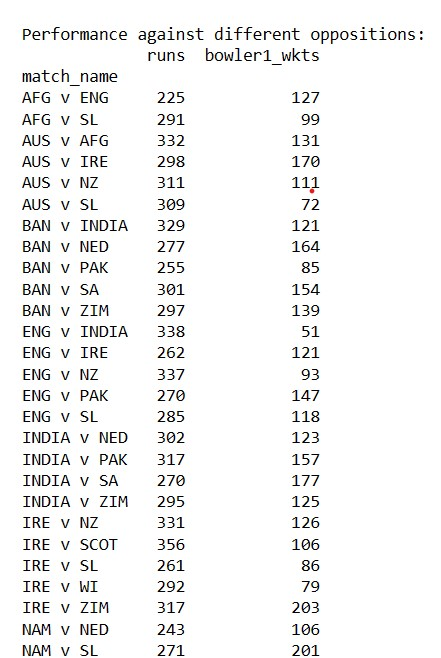 Performance against different oppositions:
runs bowler1_wkts
match_name
AFG v ENG 225 127
AFG v SL 291 99
AUS v AFG 332 131
AUS v IRE 298 170
AUS v NZ 311 111
AUS v SL 309 72
BAN v INDIA 329 121
BAN v NED 277 164
BAN v PAK 255 85
BAN v SA 301 154
BAN v ZIM 297 139
ENG v INDIA 338 51
ENG v IRE 262 121
ENG v NZ 337 93
ENG v PAK 270 147
ENG v SL 285 118
INDIA v NED 302 123
INDIA v PAK 317 157
INDIA v SA 270 177
INDIA v ZIM 295 125
IRE v NZ 331 126
IRE v SCOT 356 106
IRE v SL 261 86
IRE v WI 292 79
IRE v ZIM 317 203
NAM v NED 243 106
NAM v SL 271 201